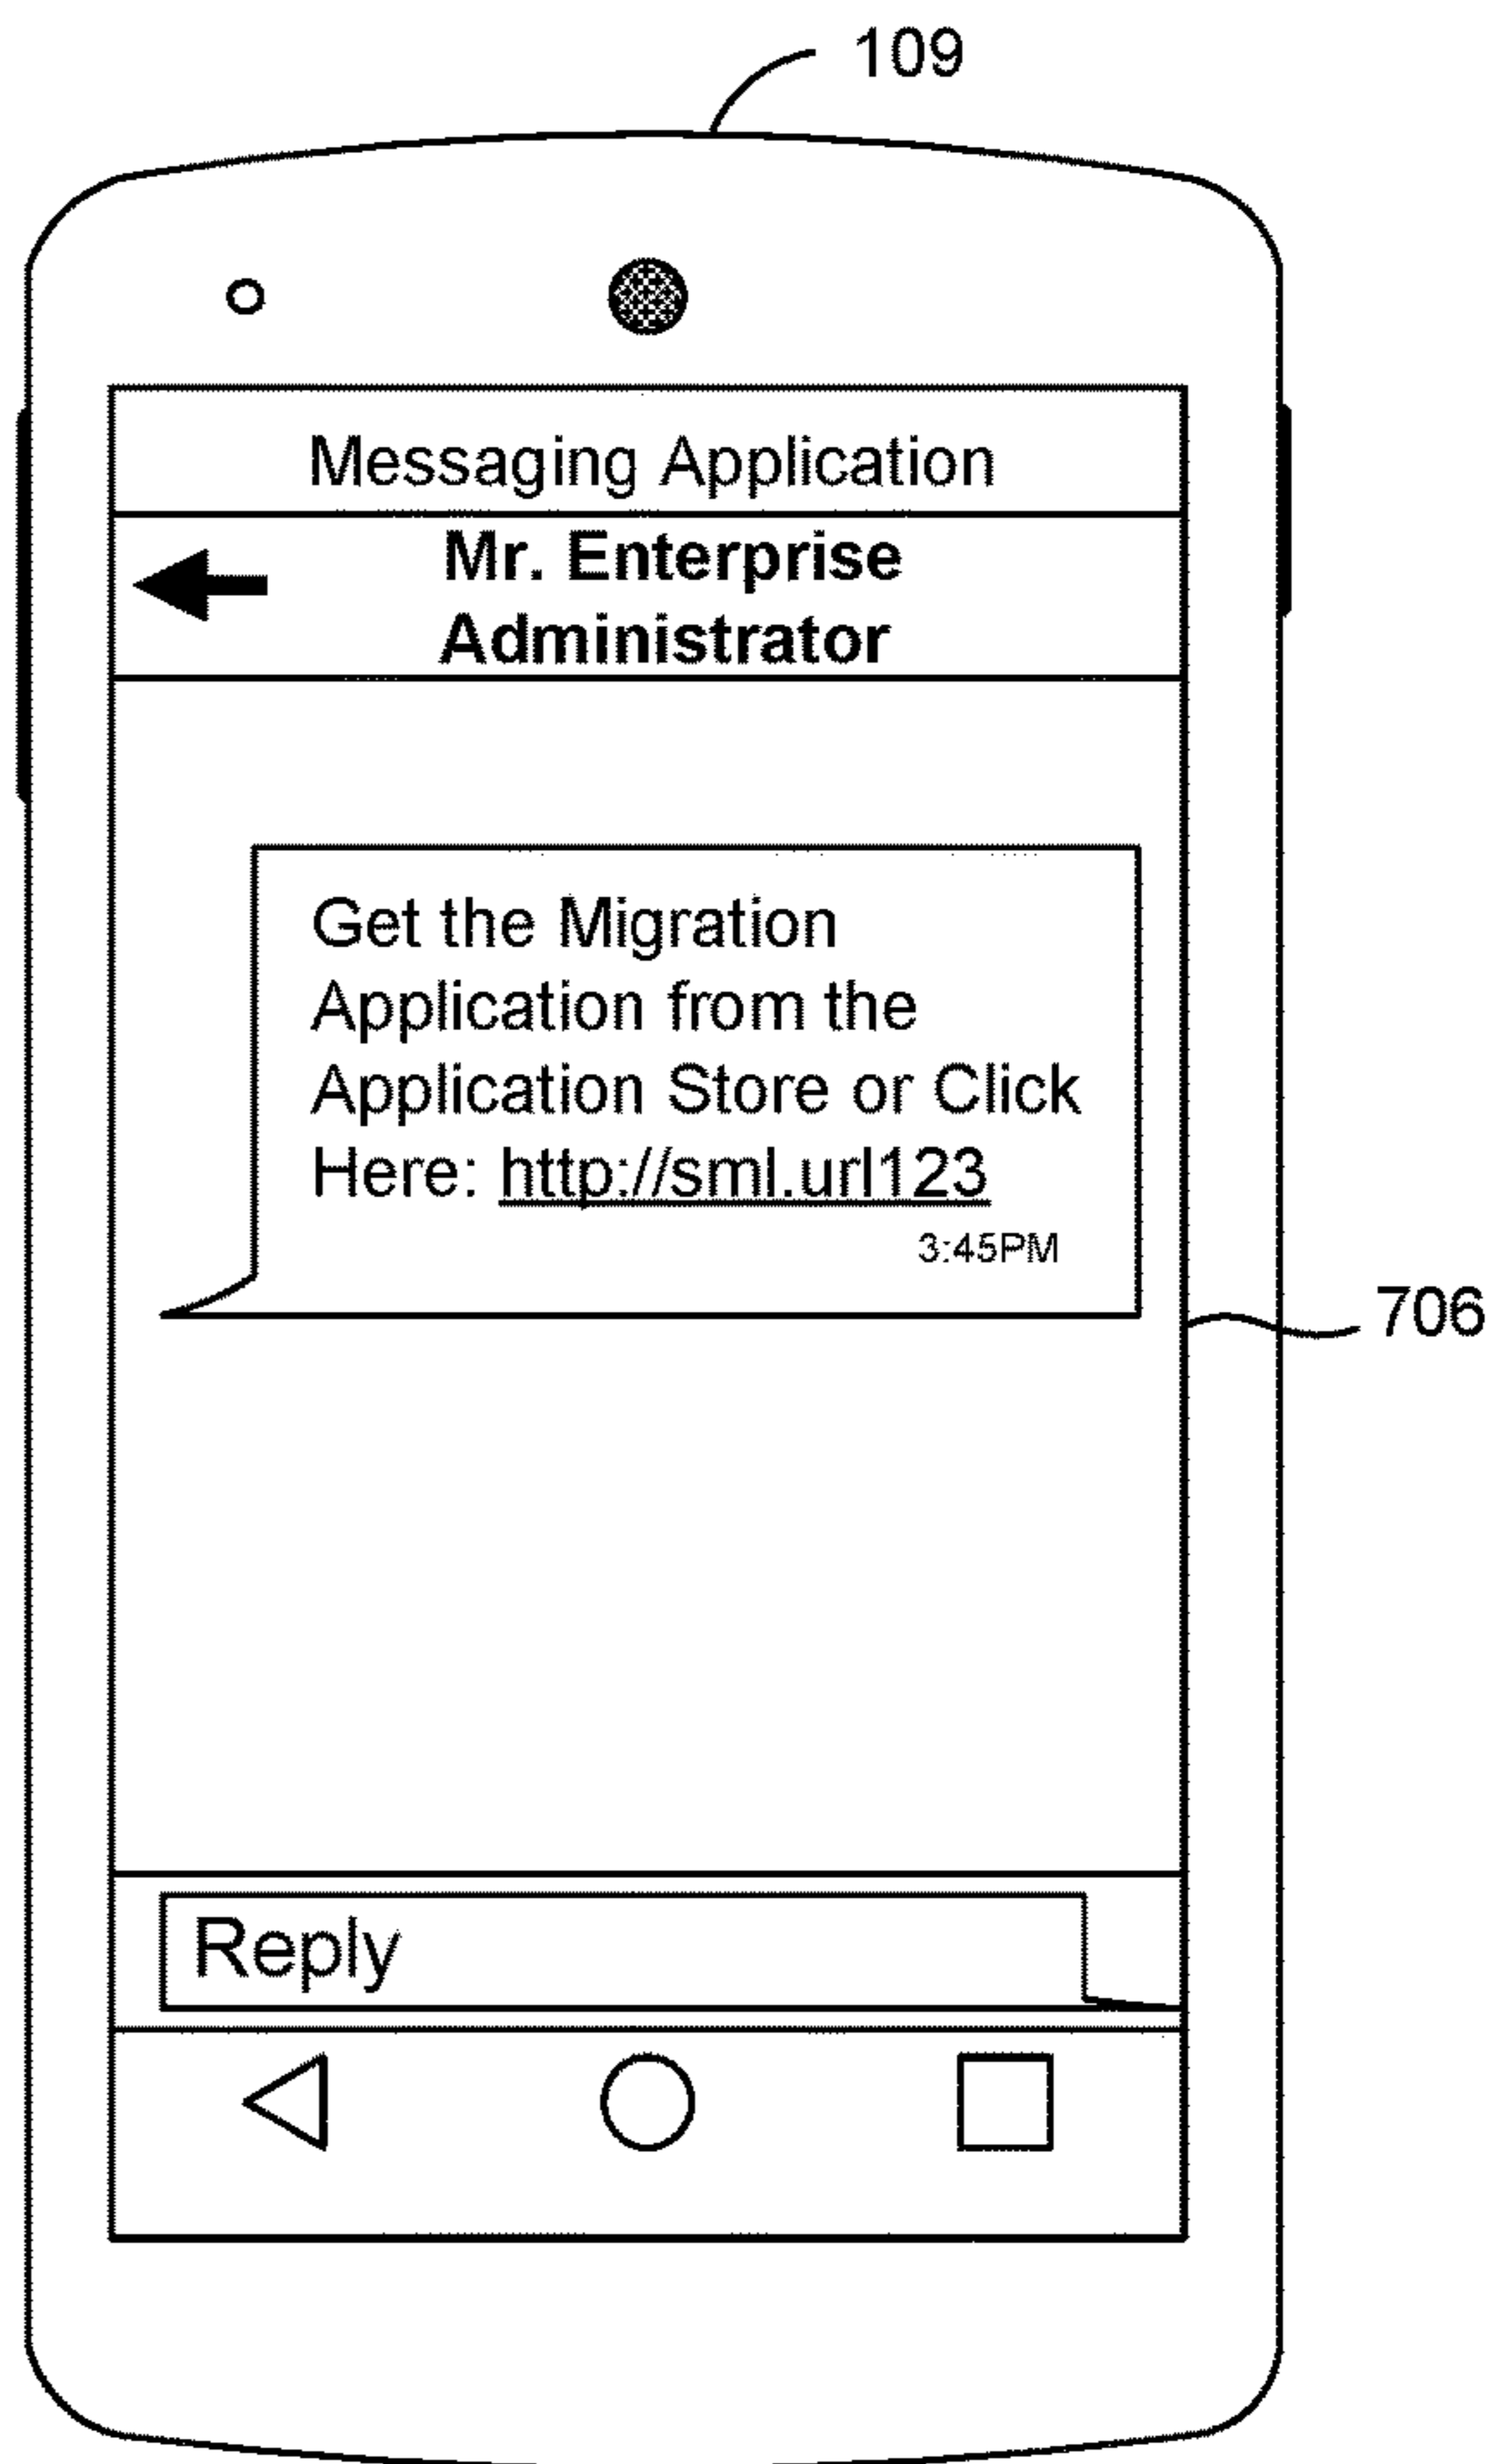 109
Messaging Application
Mr. Enterprise
Administrator
Get the Migration
Application from the
Application Store or Click
Here: http://sml.url123
3:45PM
706
Reply